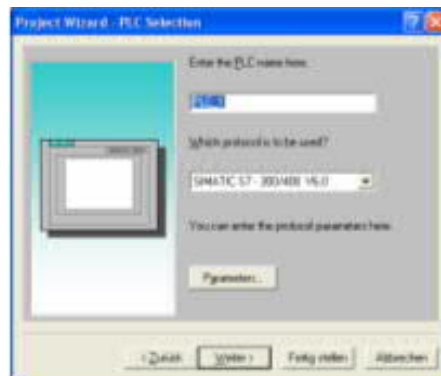 Project Wizard - PLC Selection
Enter the PLC name here.
PLC_1
Which protocol is to be used?
SIMATIC S7 - 300/400 V6.0
You can enter the protocol parameters here.
Parameters...
< Zurück
Weiter >
Fertig stellen
Abbrechen